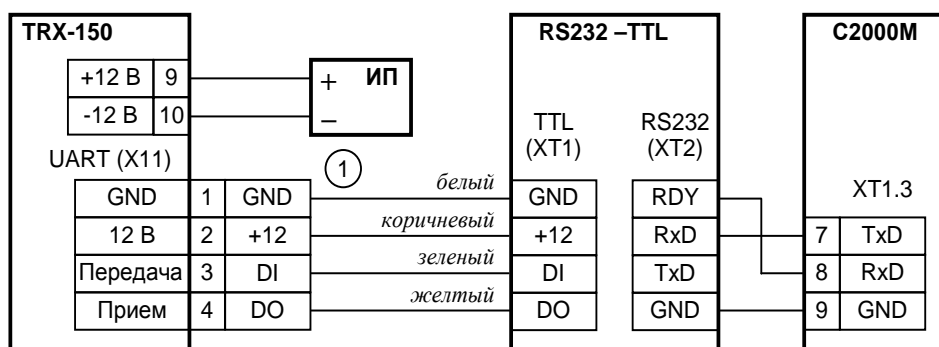 TRX-150
RS232 –TTL
C2000M
+12 В 9
+ ИП
-12 В 10
–
TTL
(XT1)
RS232
(XT2)
UART (X11)
1
XT1.3
GND 1 GND
белый
GND
RDY
12 В 2 +12
коричневый
+12
RxD
7 TxD
Передача 3 DI
зеленый
DI
TxD
8 RxD
Прием 4 DO
желтый
DO
GND
9 GND